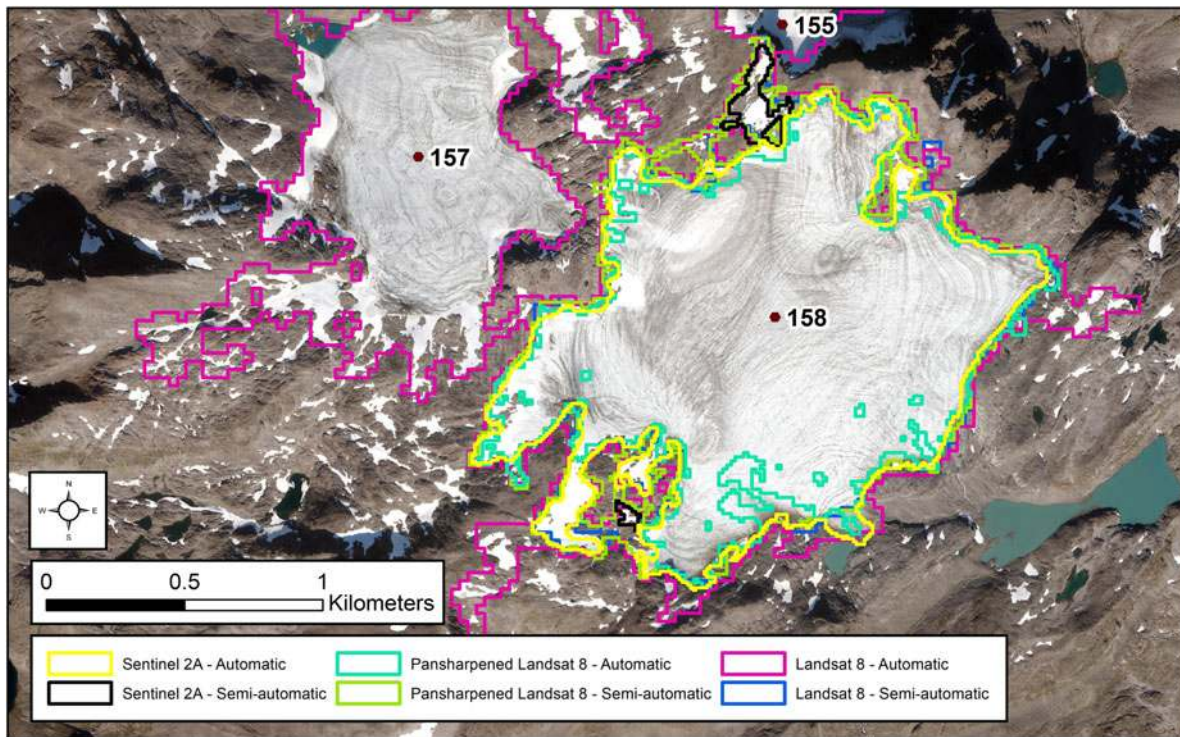 155
157
158
N
W E
S
0 0.5 1
Kilometers
Sentinel 2A - Automatic
Pansharpened Landsat 8 - Automatic
Landsat 8 - Automatic
Sentinel 2A - Semi-automatic
Pansharpened Landsat 8 - Semi-automatic
Landsat 8 - Semi-automatic